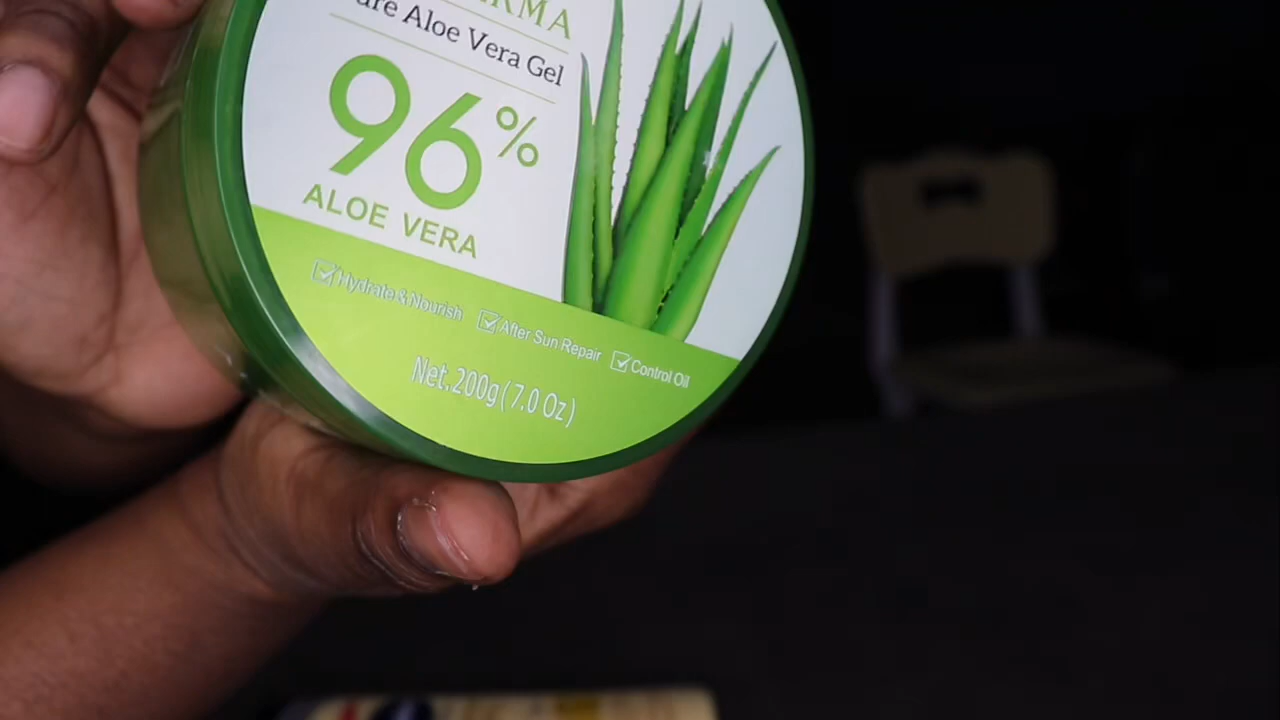 Aloe Vera Gel
96%
ALOE VERA
Hydrate & Nourish After Sun Repair Control Oil
Net.200g(7.0 Oz)